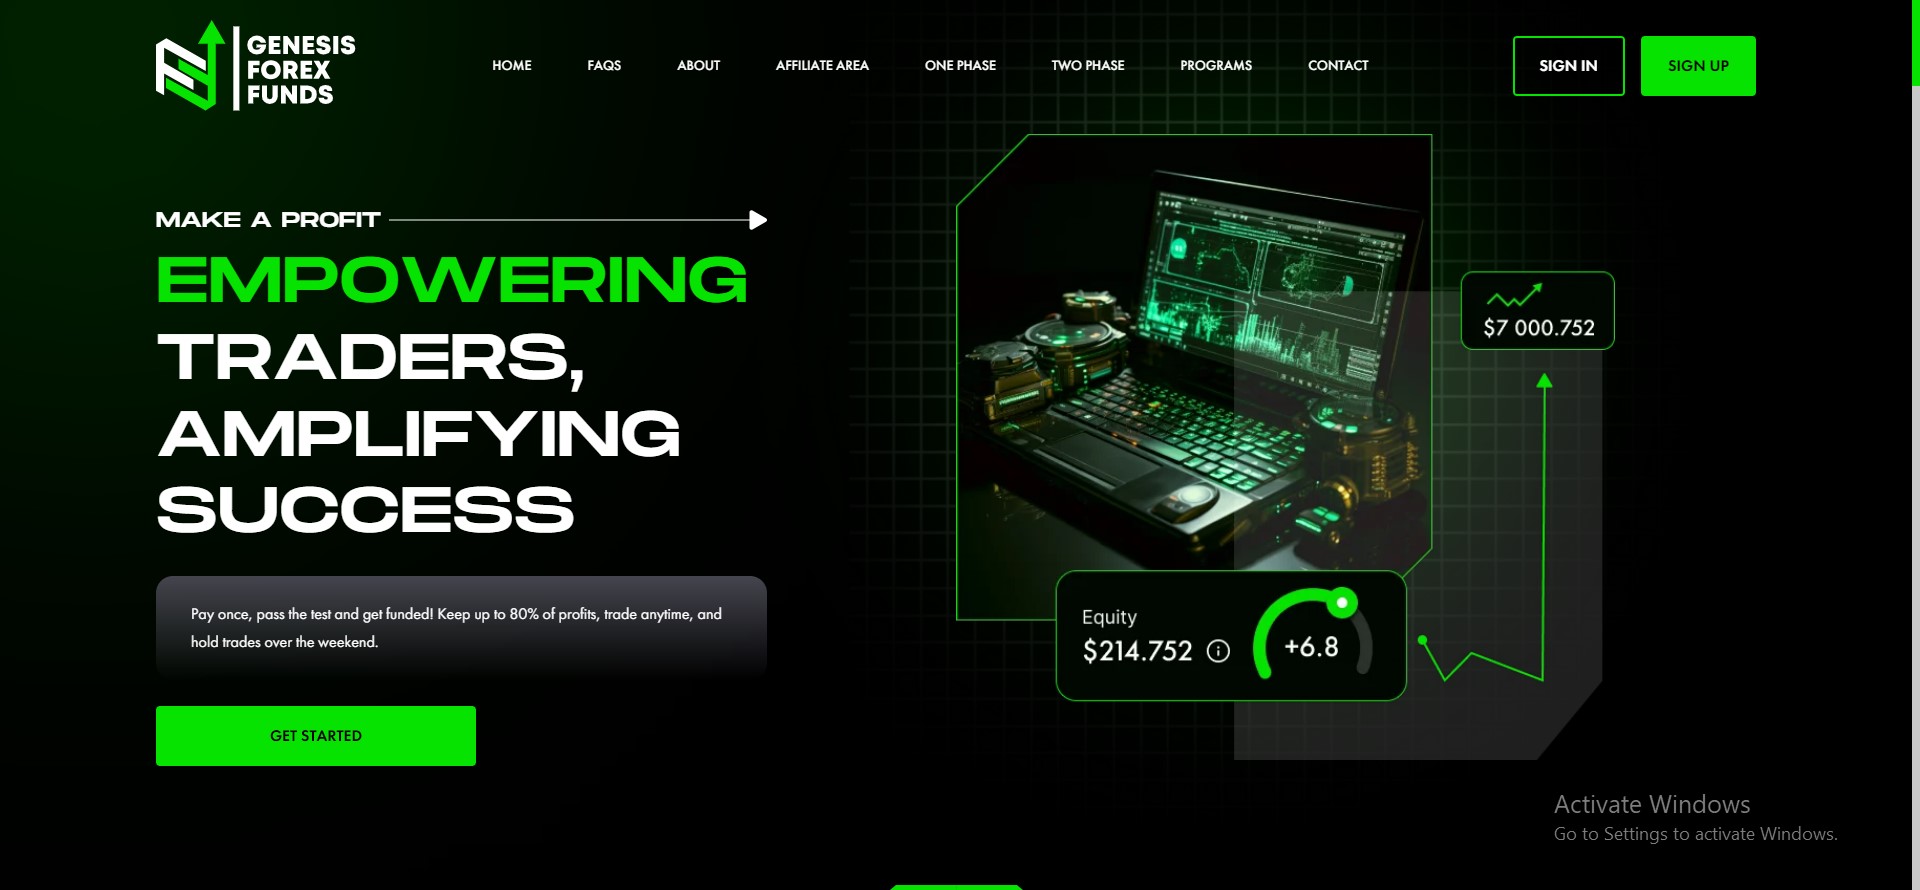 GENESIS
FOREX
FUNDS
HOME
FAQS
ABOUT
AFFILIATE AREA
ONE PHASE
TWO PHASE
PROGRAMS
CONTACT
SIGN IN
SIGN UP
MAKE A PROFIT
EMPOWERING
TRADERS,
AMPLIFYING
SUCCESS
Pay once, pass the test and get funded! Keep up to 80% of profits, trade anytime, and
hold trades over the weekend.
GET STARTED
$7 000.752
Equity
$214.752
+6.8
Activate Windows
Go to Settings to activate Windows.